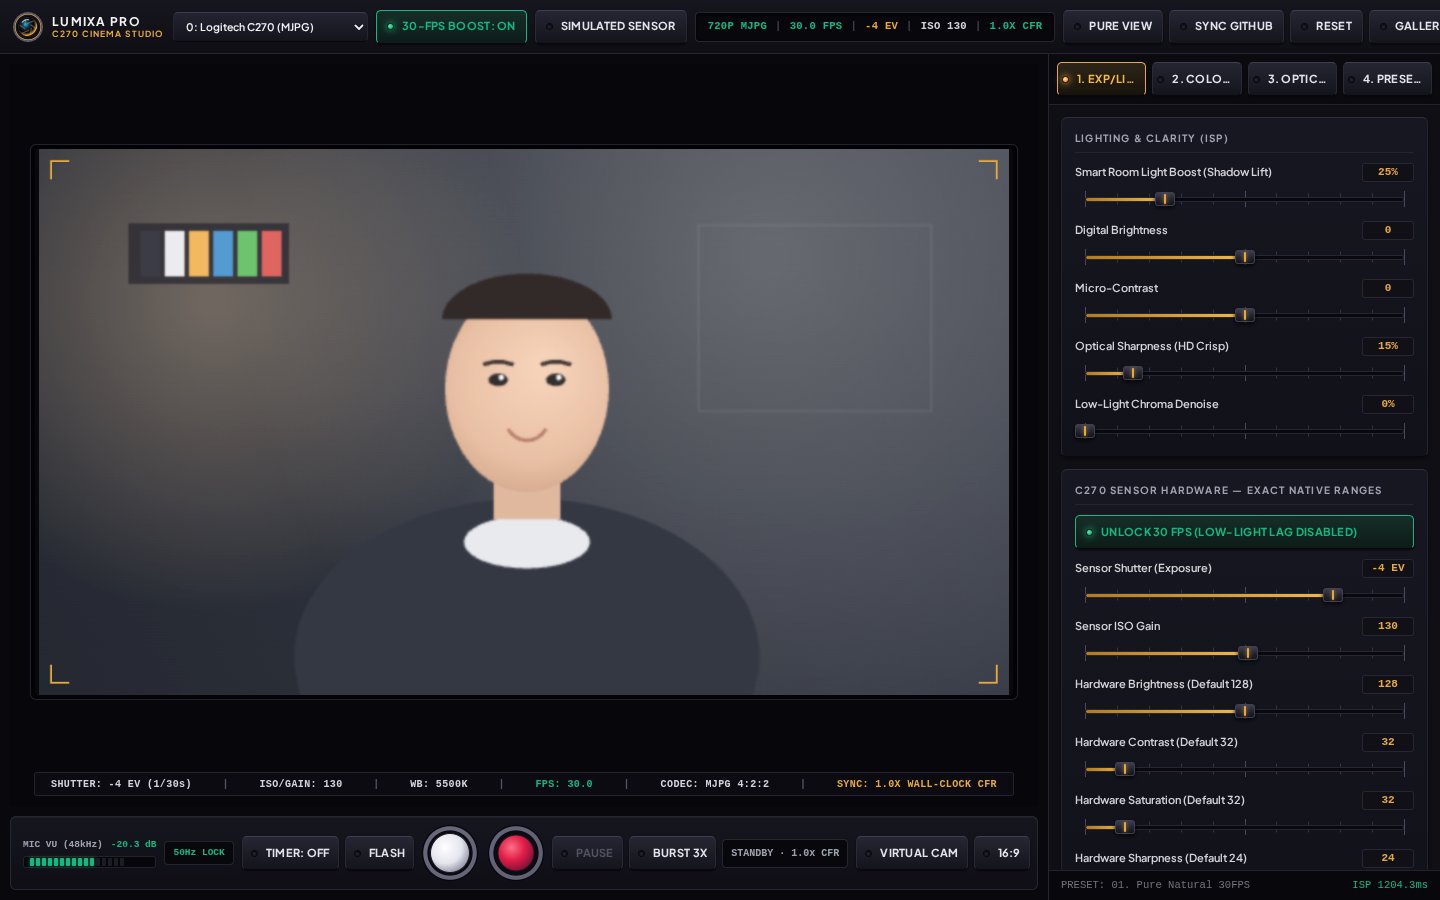 LUMIXA PRO
C270 CINEMA STUDIO
0: Logitech C270 (MJPG)
30-FPS BOOST: ON
SIMULATED SENSOR
720P MJPG | 30.0 FPS | -4 EV | ISO 130 | 1.0X CFR
PURE VIEW
SYNC GITHUB
RESET
GALLER
1. EXP/LI...
2. COLO...
3. OPTIC...
4. PRESE...
LIGHTING & CLARITY (ISP)
Smart Room Light Boost (Shadow Lift) 25%
Digital Brightness 0
Micro-Contrast 0
Optical Sharpness (HD Crisp) 15%
Low-Light Chroma Denoise 0%
C270 SENSOR HARDWARE — EXACT NATIVE RANGES
UNLOCK 30 FPS (LOW-LIGHT LAG DISABLED)
Sensor Shutter (Exposure) -4 EV
Sensor ISO Gain 130
Hardware Brightness (Default 128) 128
Hardware Contrast (Default 32) 32
Hardware Saturation (Default 32) 32
Hardware Sharpness (Default 24) 24
SHUTTER: -4 EV (1/30s) | ISO/GAIN: 130 | WB: 5500K | FPS: 30.0 | CODEC: MJPG 4:2:2 | SYNC: 1.0X WALL-CLOCK CFR
MIC VU (48kHz) -20.3 dB
50Hz LOCK
TIMER: OFF
FLASH
PAUSE
BURST 3X
STANDBY · 1.0x CFR
VIRTUAL CAM
16:9
PRESET: 01. Pure Natural 30FPS
ISP 1204.3ms